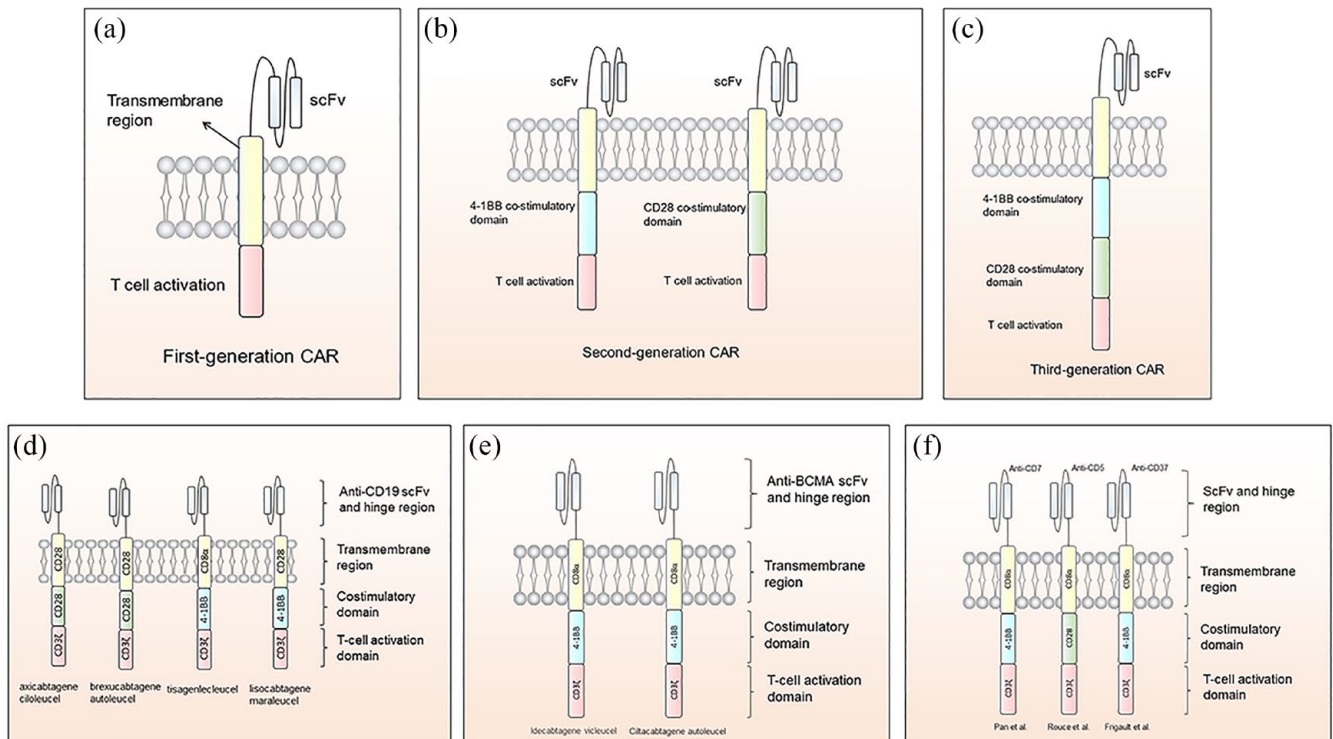 (a)
Transmembrane
region
scFv
T cell activation
First-generation CAR
(b)
scFv
scFv
4-1BB co-stimulatory
domain
CD28 co-stimulatory
domain
T cell activation
T cell activation
Second-generation CAR
(c)
scFv
4-1BB co-stimulatory
domain
CD28 co-stimulatory
domain
T cell activation
Third-generation CAR
(d)
Anti-CD19 scFv
and hinge region
CD28
CD28
CD8α
CD28
Transmembrane
region
CD28
CD28
4-1BB
4-1BB
Costimulatory
domain
CD3ζ
CD3ζ
CD3ζ
CD3ζ
T-cell activation
domain
axicabtagene
ciloleucel
brexucabtagene
autoleucel
tisagenlecleucel
lisocabtagene
maraleucel
(e)
Anti-BCMA scFv
and hinge region
CD8α
CD8α
Transmembrane
region
4-1BB
4-1BB
Costimulatory
domain
CD3ζ
CD3ζ
T-cell activation
domain
Idecabtagene vicleucel
Ciltacabtagene autoleucel
(f)
Anti-CD7
Anti-CD5
Anti-CD37
ScFv and hinge
region
CD8α
CD8α
CD8α
Transmembrane
region
4-1BB
CD28
4-1BB
Costimulatory
domain
CD3ζ
CD3ζ
CD3ζ
T-cell activation
domain
Pan et al.
Rouce et al.
Frigault et al.